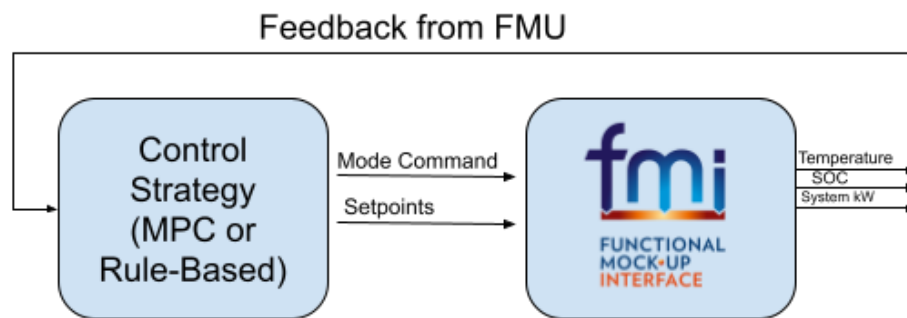 Feedback from FMU
Control
Strategy
(MPC or
Rule-Based)
Mode Command
Setpoints
fmi
FUNCTIONAL
MOCK-UP
INTERFACE
Temperature
SOC
System kW